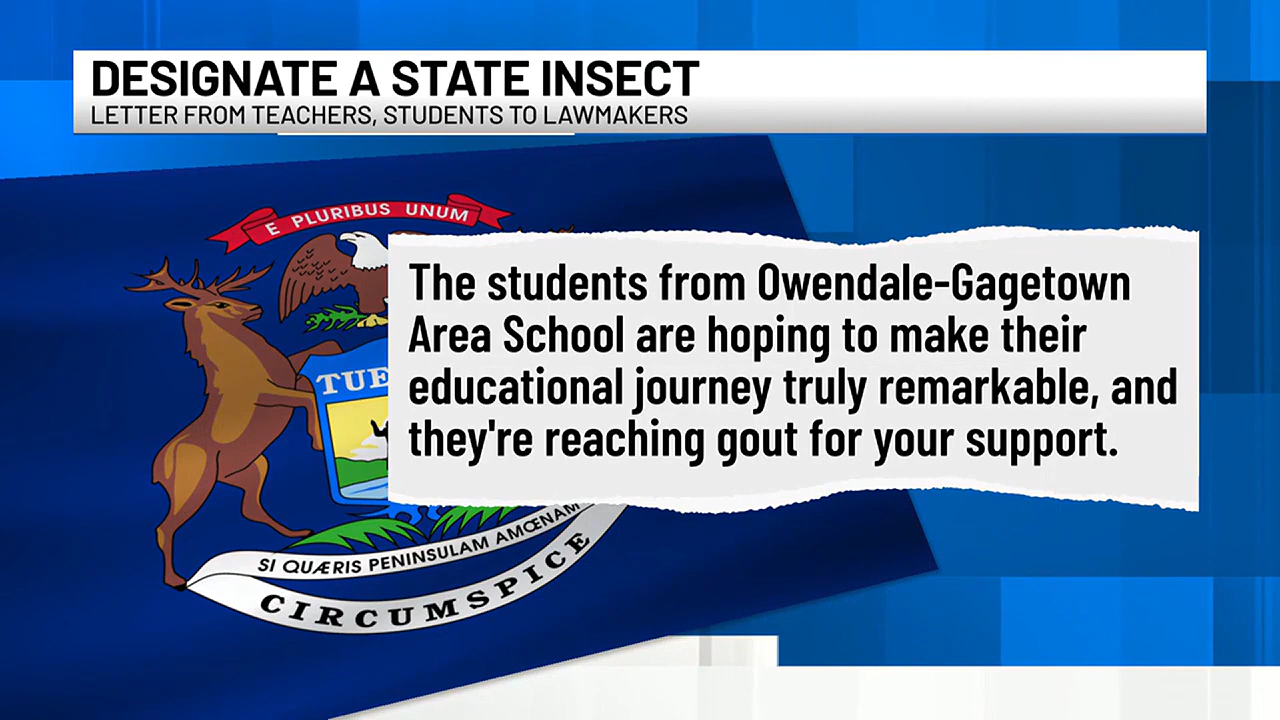 DESIGNATE A STATE INSECT
LETTER FROM TEACHERS, STUDENTS TO LAWMAKERS
E PLURIBUS UNUM
The students from Owendale-Gagetown
Area School are hoping to make their
educational journey truly remarkable, and
they're reaching gout for your support.
TUE
SI QUÆRIS PENINSULAM AMŒNAM
CIRCUMSPICE